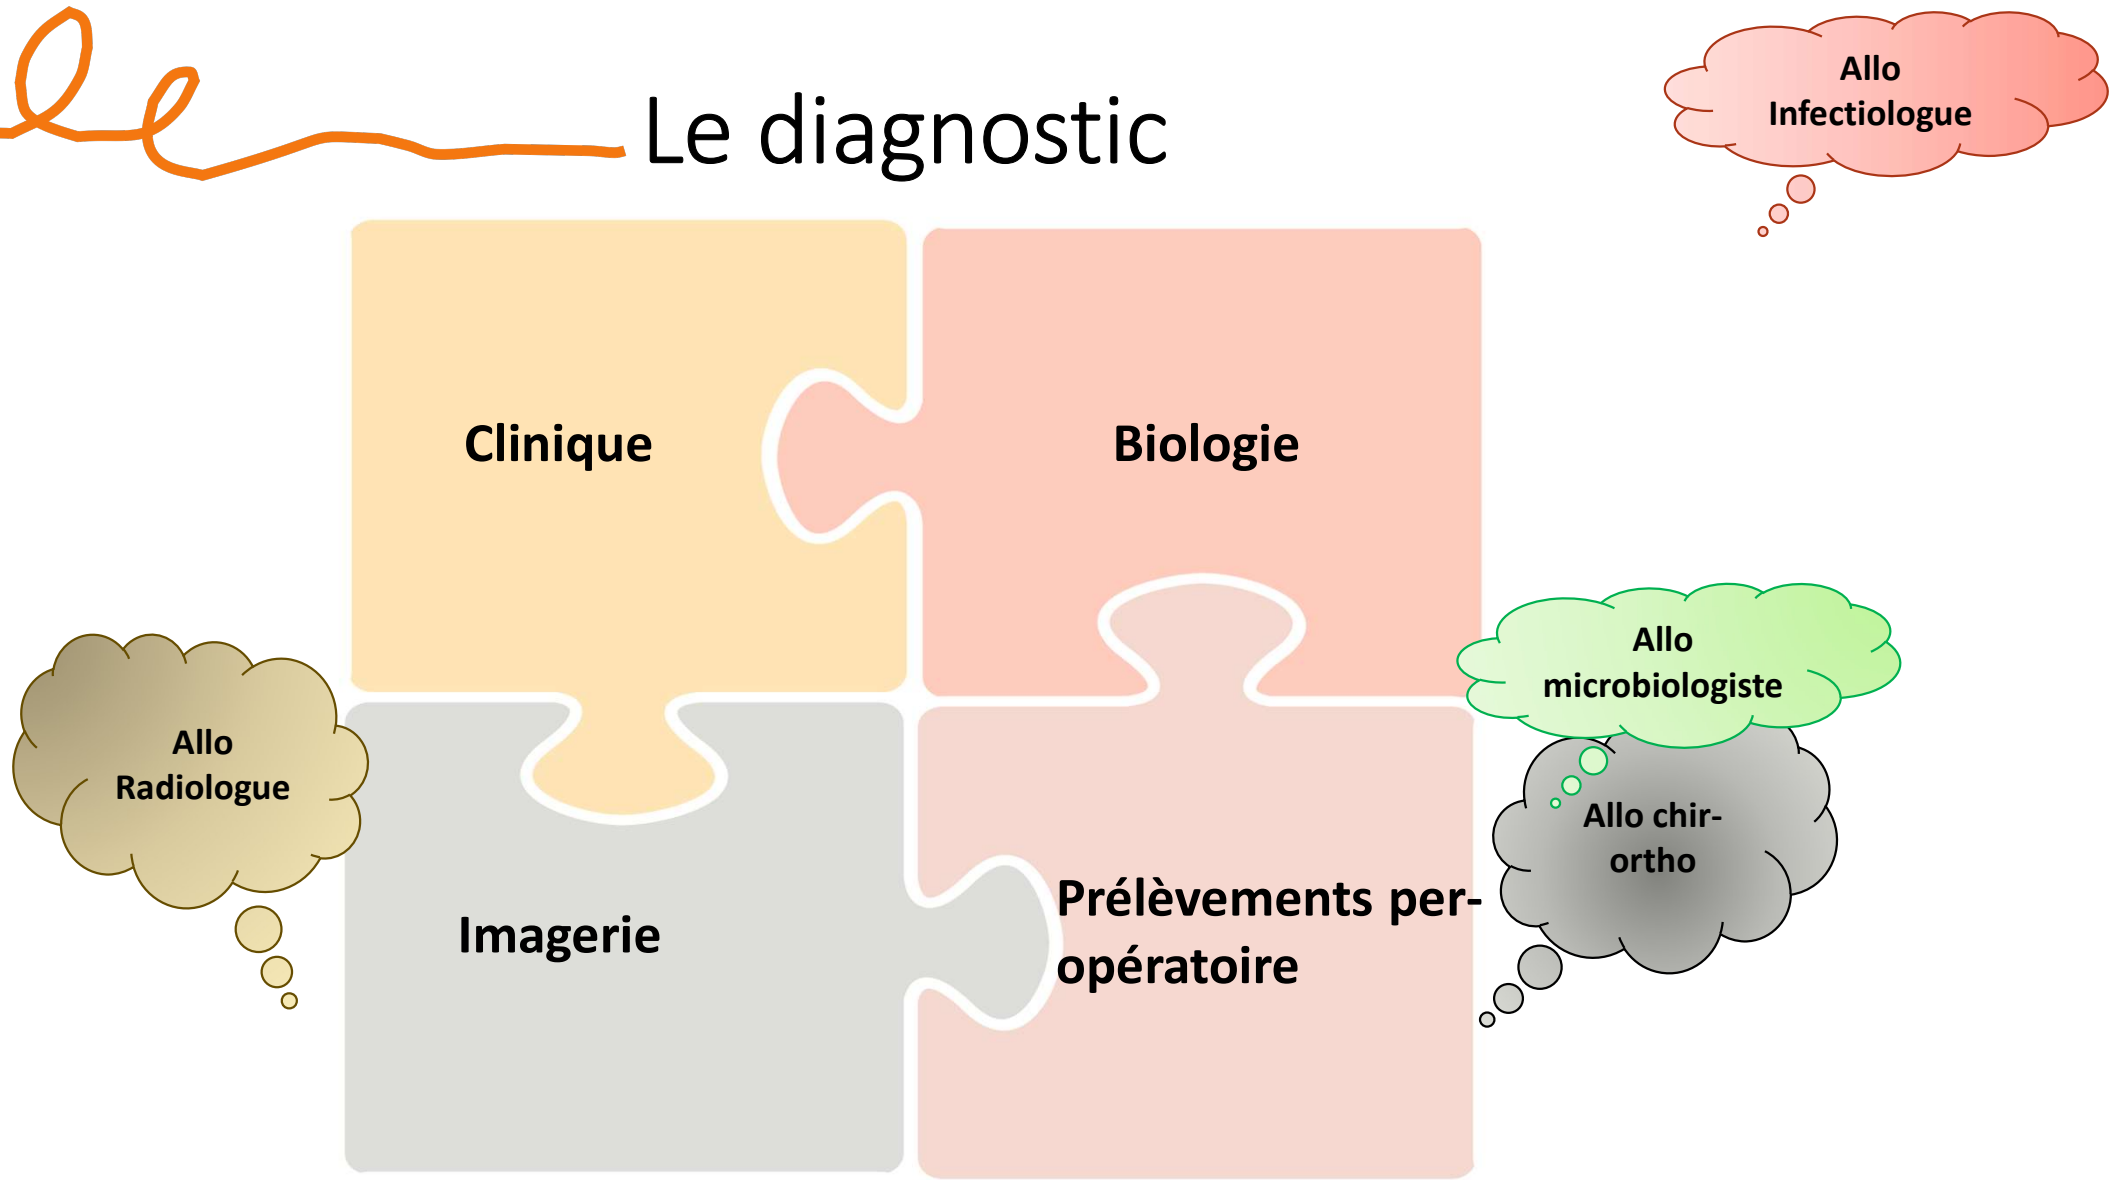 Le diagnostic
Allo
Infectiologue
Clinique
Biologie
Allo
Radiologue
Allo
microbiologiste
Allo chir-
ortho
Imagerie
Prélèvements per-
opératoire